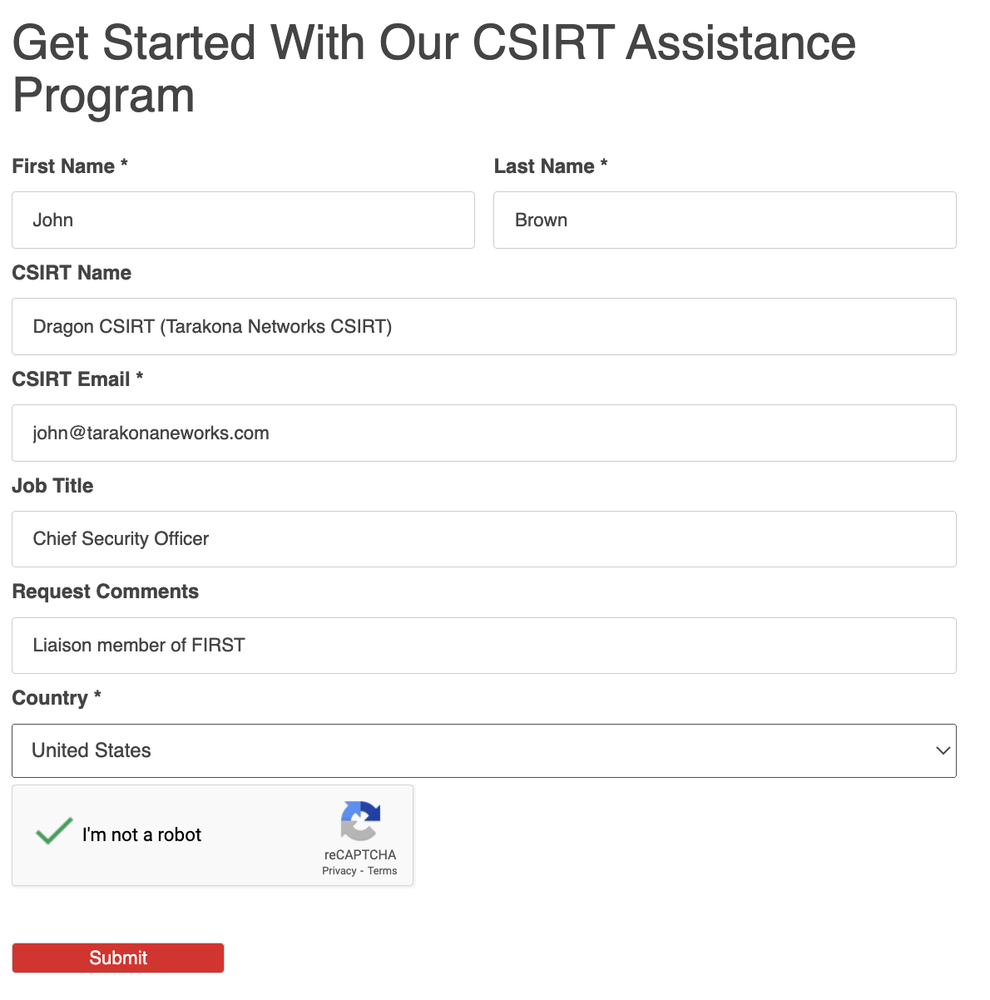 Get Started With Our CSIRT Assistance
Program
First Name *
Last Name *
John
Brown
CSIRT Name
Dragon CSIRT (Tarakona Networks CSIRT)
CSIRT Email *
john@tarakonaneworks.com
Job Title
Chief Security Officer
Request Comments
Liaison member of FIRST
Country *
United States
I'm not a robot
reCAPTCHA
Privacy - Terms
Submit